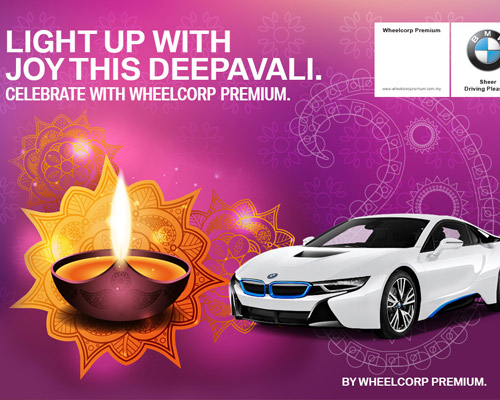 LIGHT UP WITH
JOY THIS DEEPAVALI.
CELEBRATE WITH WHEELCORP PREMIUM.
Wheelcorp Premium
www.wheelcorppremium.com.my
BM
Sheer
Driving Pleas
BY WHEELCORP PREMIUM.